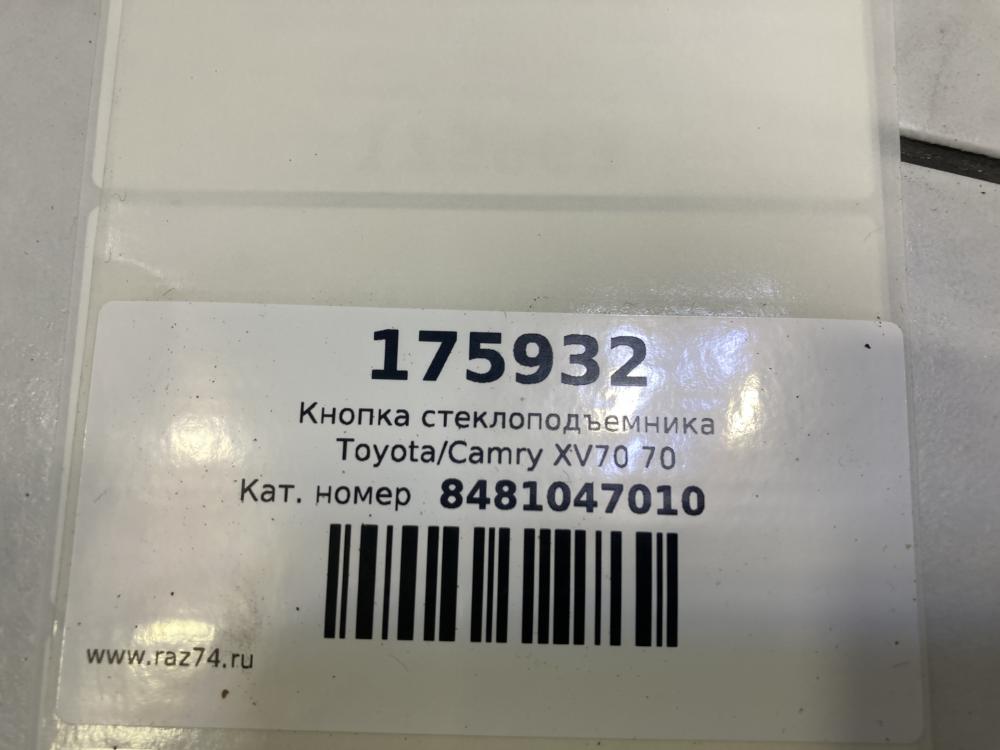 175932
Кнопка стеклоподъемника
Toyota/Camry XV70 70
Кат. номер 8481047010
www.raz74.ru